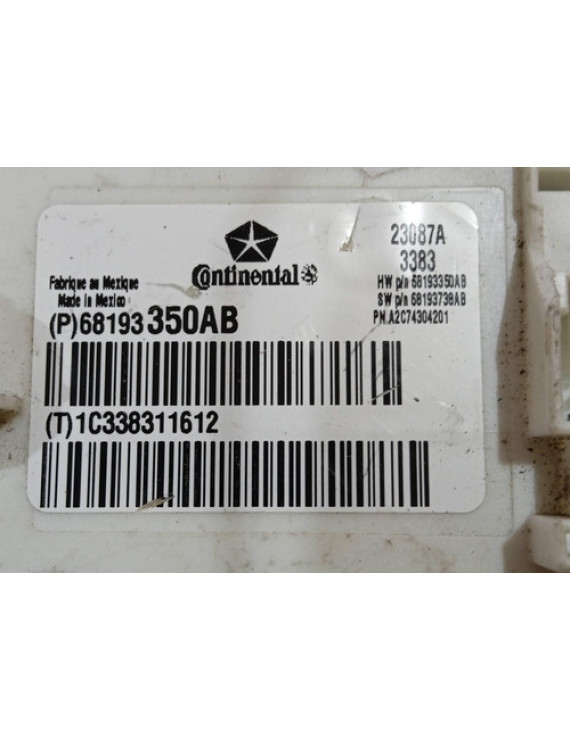 Continental
Fabrique au Mexique
Made in Mexico
23087A
3383
HW p/n 68193350AB
SW p/n 68193738AB
PN.A2C74304201
(P)68193350AB
(T)1C338311612